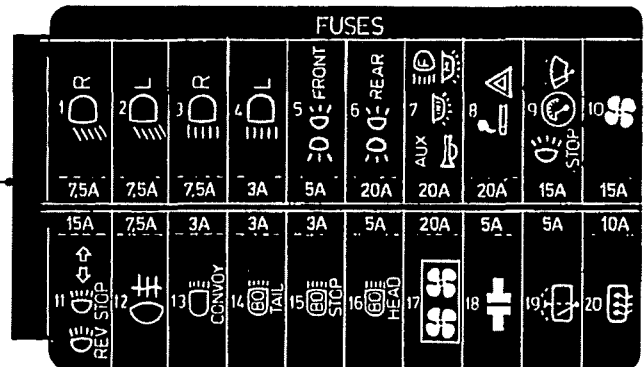 FUSES
1 R
2 L
3 R
4 L
5 FRONT
6 REAR
7 AUX
8
9 STOP
10
7,5A 7,5A 7,5A 3A 5A 20A 20A 20A 15A 15A
15A 7,5A 3A 3A 3A 5A 20A 5A 5A 10A
11 REV STOP
12
13 CONVOY
14 BO TAIL
15 BO STOP
16 BO HEAD
17
18
19
20